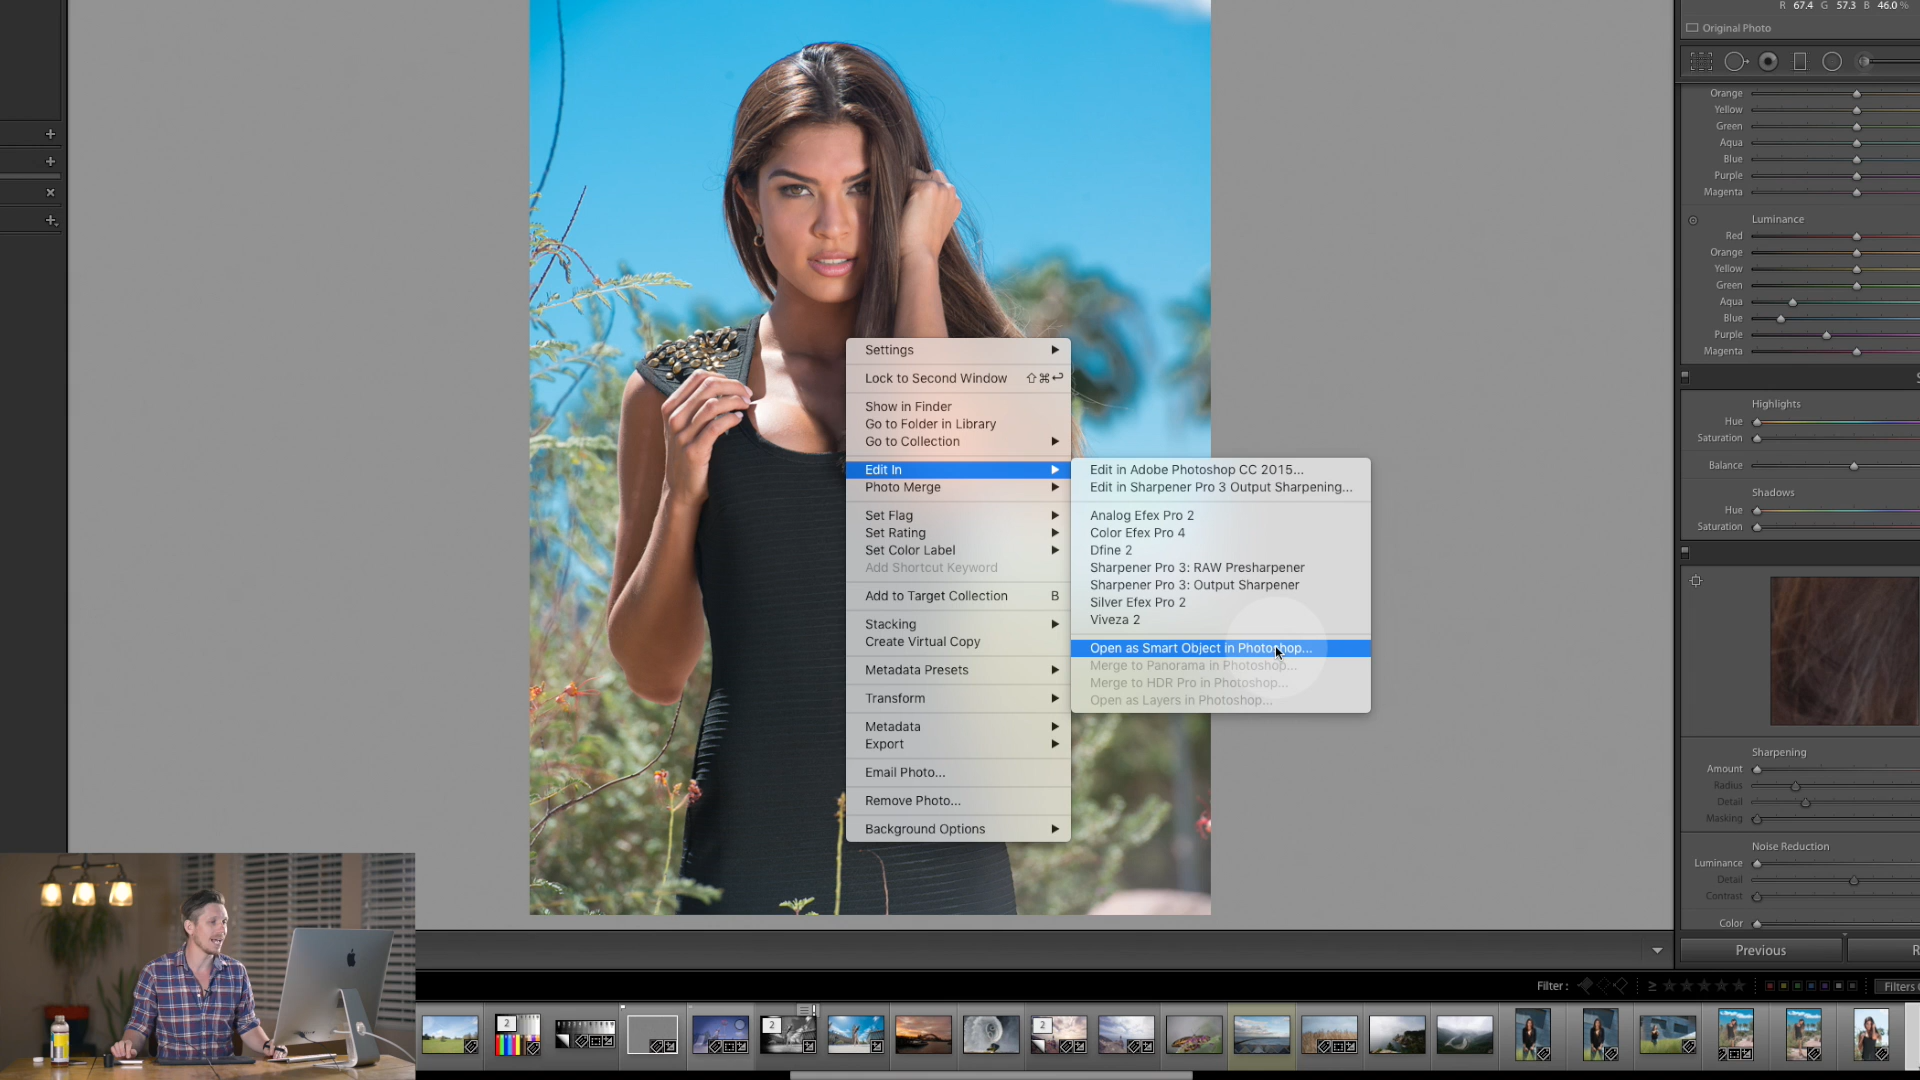 R 67.4 G 57.3 B 46.0 %
Original Photo
Orange
Yellow
Green
Aqua
Blue
Purple
Magenta
Luminance
Red
Orange
Yellow
Green
Aqua
Blue
Purple
Magenta
Highlights
Hue
Saturation
Balance
Shadows
Hue
Saturation
Sharpening
Amount
Radius
Detail
Masking
Noise Reduction
Luminance
Detail
Contrast
Color
Previous
Settings
Lock to Second Window ⇧⌘↩
Show in Finder
Go to Folder in Library
Go to Collection
Edit In
Photo Merge
Set Flag
Set Rating
Set Color Label
Add Shortcut Keyword
Add to Target Collection B
Stacking
Create Virtual Copy
Metadata Presets
Transform
Metadata
Export
Email Photo...
Remove Photo...
Background Options
Edit in Adobe Photoshop CC 2015...
Edit in Sharpener Pro 3 Output Sharpening...
Analog Efex Pro 2
Color Efex Pro 4
Dfine 2
Sharpener Pro 3: RAW Presharpener
Sharpener Pro 3: Output Sharpener
Silver Efex Pro 2
Viveza 2
Open as Smart Object in Photoshop...
Merge to Panorama in Photoshop...
Merge to HDR Pro in Photoshop...
Open as Layers in Photoshop...
Filter :
Filters
2
2
2